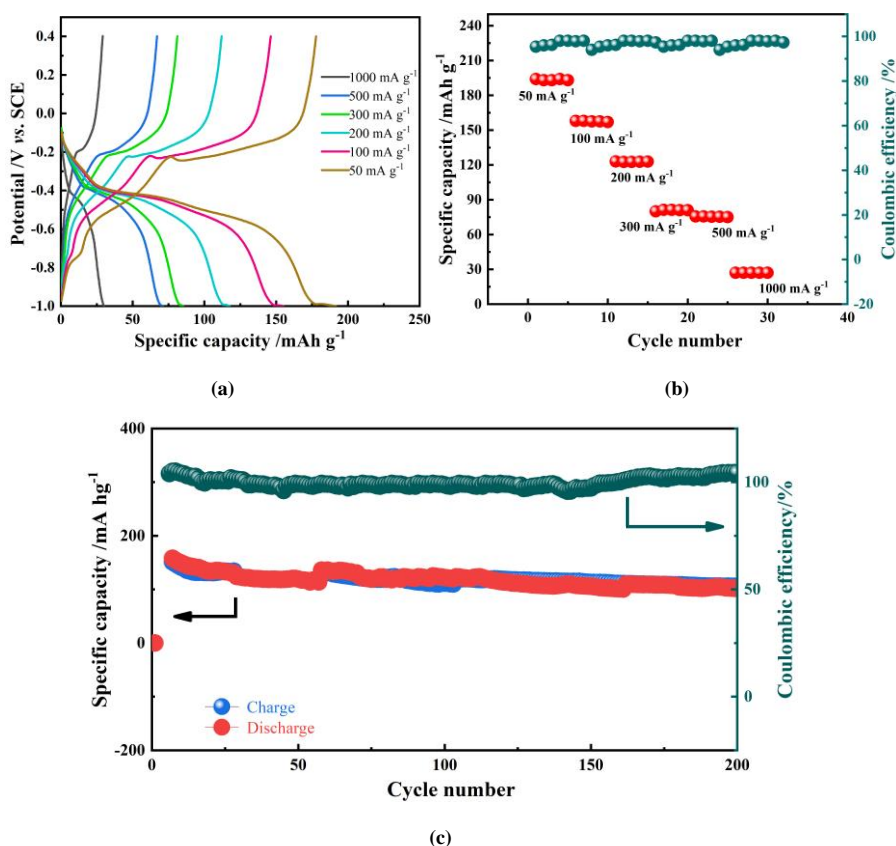 0.4
0.2
0.0
-0.2
-0.4
-0.6
-0.8
-1.0
Potential /V vs. SCE
1000 mA g-1
500 mA g-1
300 mA g-1
200 mA g-1
100 mA g-1
50 mA g-1
0 50 100 150 200 250
Specific capacity /mAh g-1
(a)
240
210
180
150
120
90
60
30
0
Specific capacity /mAh g-1
50 mA g-1
100 mA g-1
200 mA g-1
300 mA g-1
500 mA g-1
1000 mA g-1
100
80
60
40
20
0
-20
Coulombic efficiency /%
0 10 20 30 40
Cycle number
(b)
400
200
0
-200
Specific capacity /mA hg-1
Charge
Discharge
100
50
0
Coulombic efficiency/%
0 50 100 150 200
Cycle number
(c)